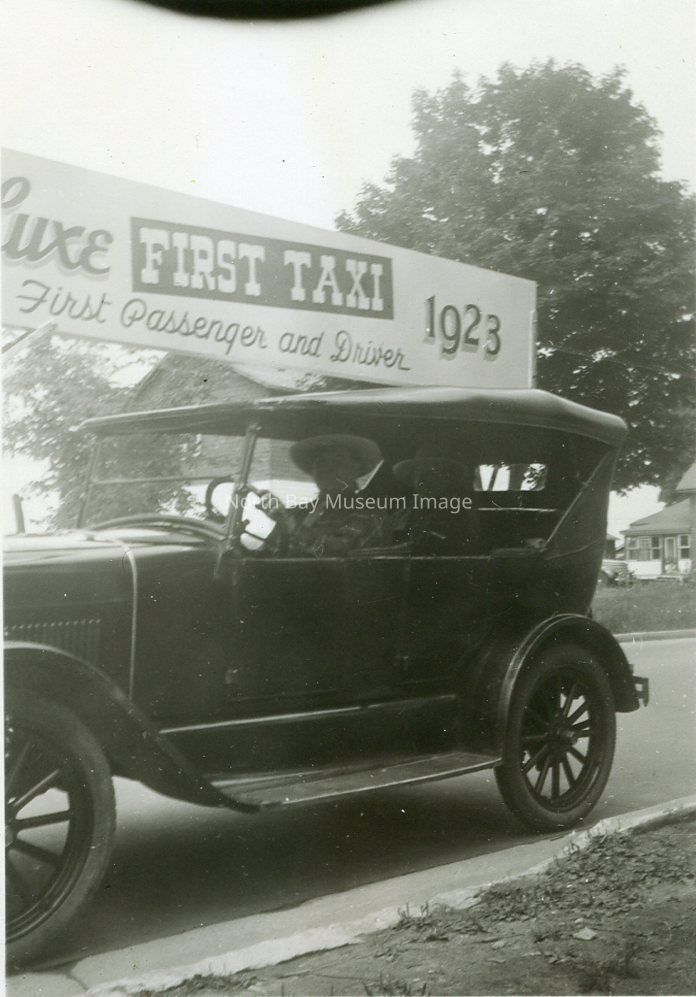 Luxe FIRST TAXI
First Passenger and Driver 1923
North Bay Museum Image